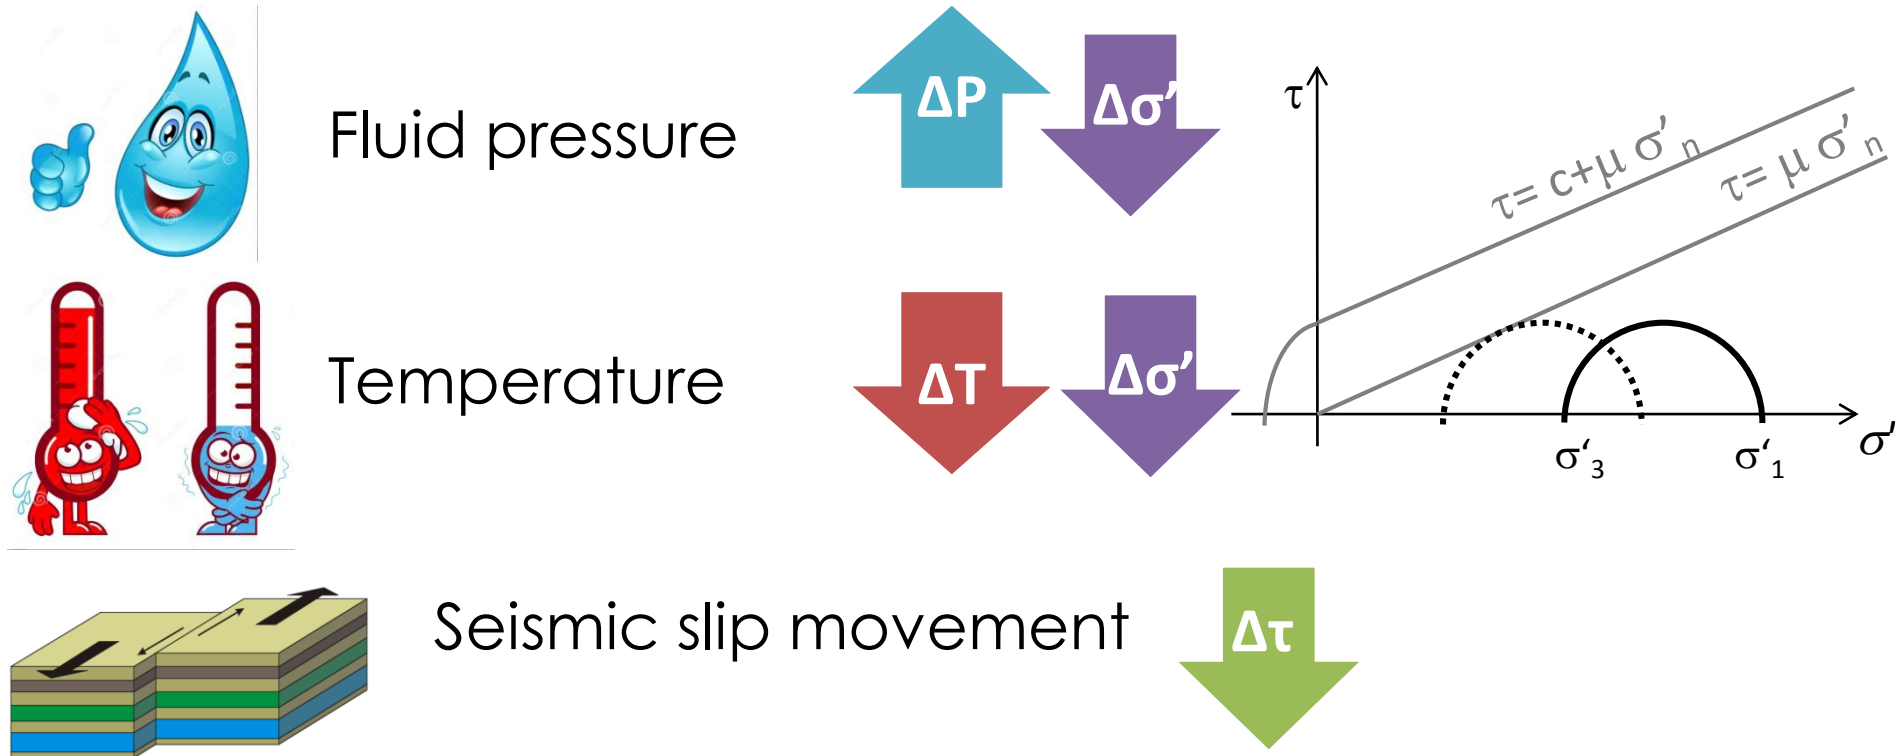 Fluid pressure
ΔP
Δσ’
Temperature
ΔT
Δσ’
Seismic slip movement
Δτ
τ
τ= c+μ σ’n
τ= μ σ’n
σ‘3
σ‘1
σ’